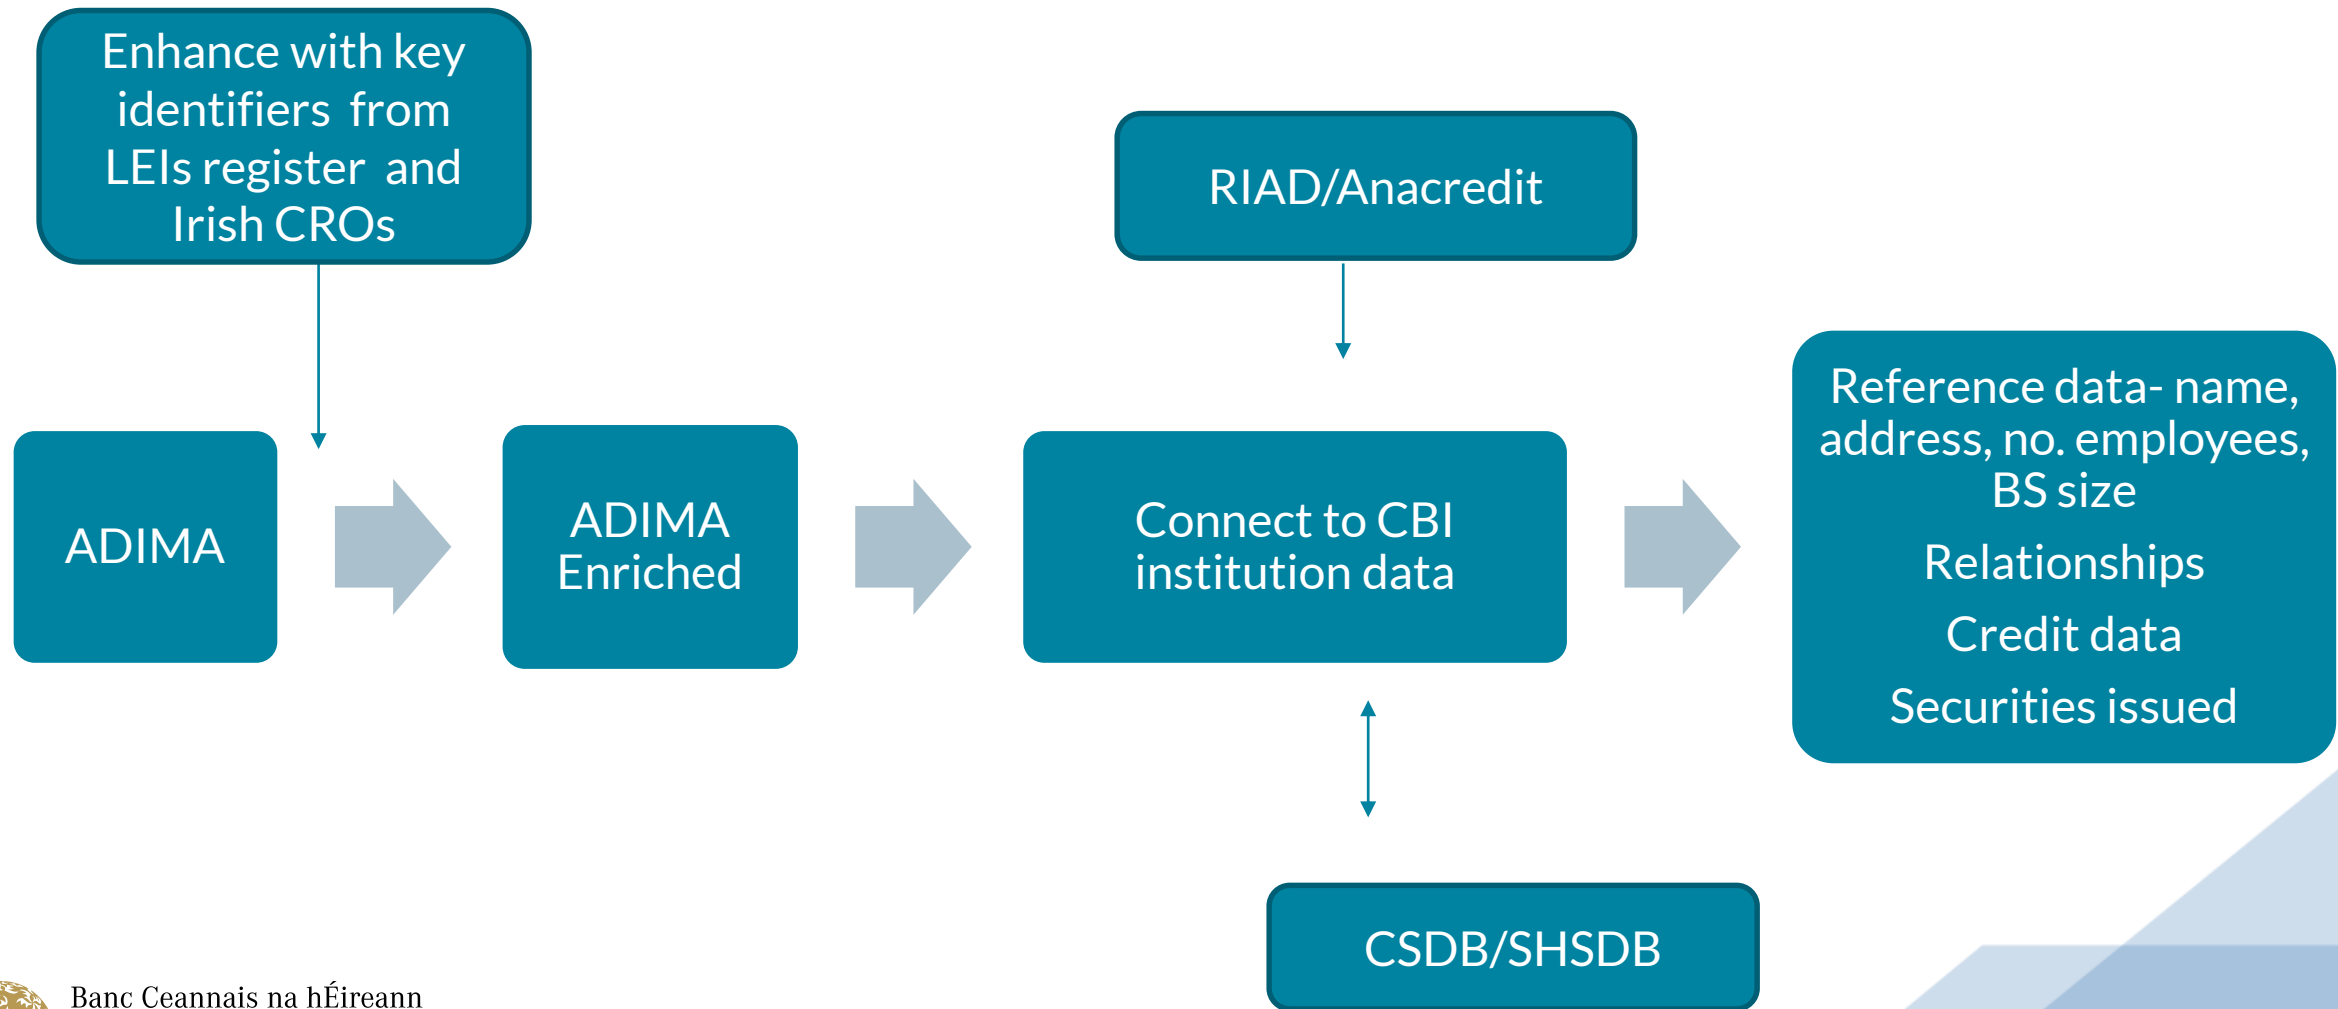 Enhance with key
identifiers from
LEIs register and
Irish CROs
RIAD/Anacredit
ADIMA
ADIMA
Enriched
Connect to CBI
institution data
Reference data- name,
address, no. employees,
BS size
Relationships
Credit data
Securities issued
CSDB/SHSDB
Banc Ceannais na hÉireann